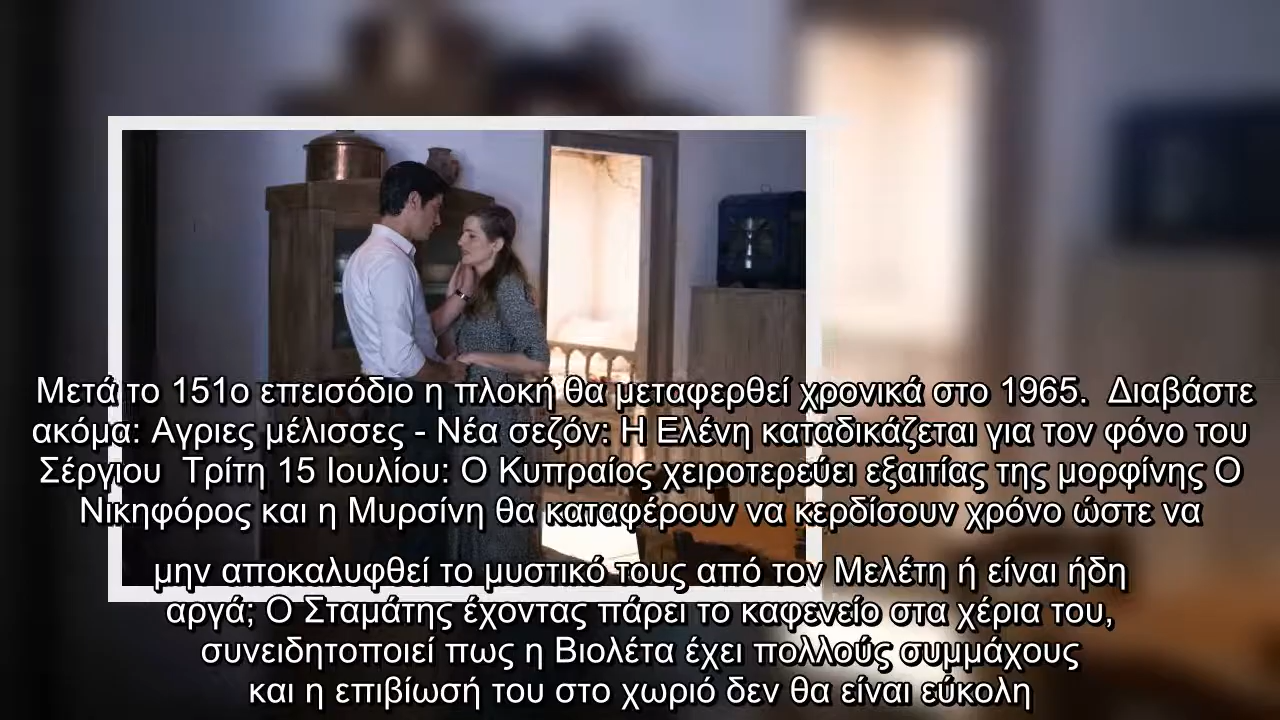 Μετά το 151ο επεισόδιο η πλοκή θα μεταφερθεί χρονικά στο 1965.  Διαβάστε
ακόμα: Αγριες μέλισσες - Νέα σεζόν: Η Ελένη καταδικάζεται για τον φόνο του
Σέργιου  Τρίτη 15 Ιουλίου: Ο Κυπραίος χειροτερεύει εξαιτίας της μορφίνης Ο
Νικηφόρος και η Μυρσίνη θα καταφέρουν να κερδίσουν χρόνο ώστε να
μην αποκαλυφθεί το μυστικό τους από τον Μελέτη ή είναι ήδη
αργά; Ο Σταμάτης έχοντας πάρει το καφενείο στα χέρια του,
συνειδητοποιεί πως η Βιολέτα έχει πολλούς συμμάχους
και η επιβίωσή του στο χωριό δεν θα είναι εύκολη